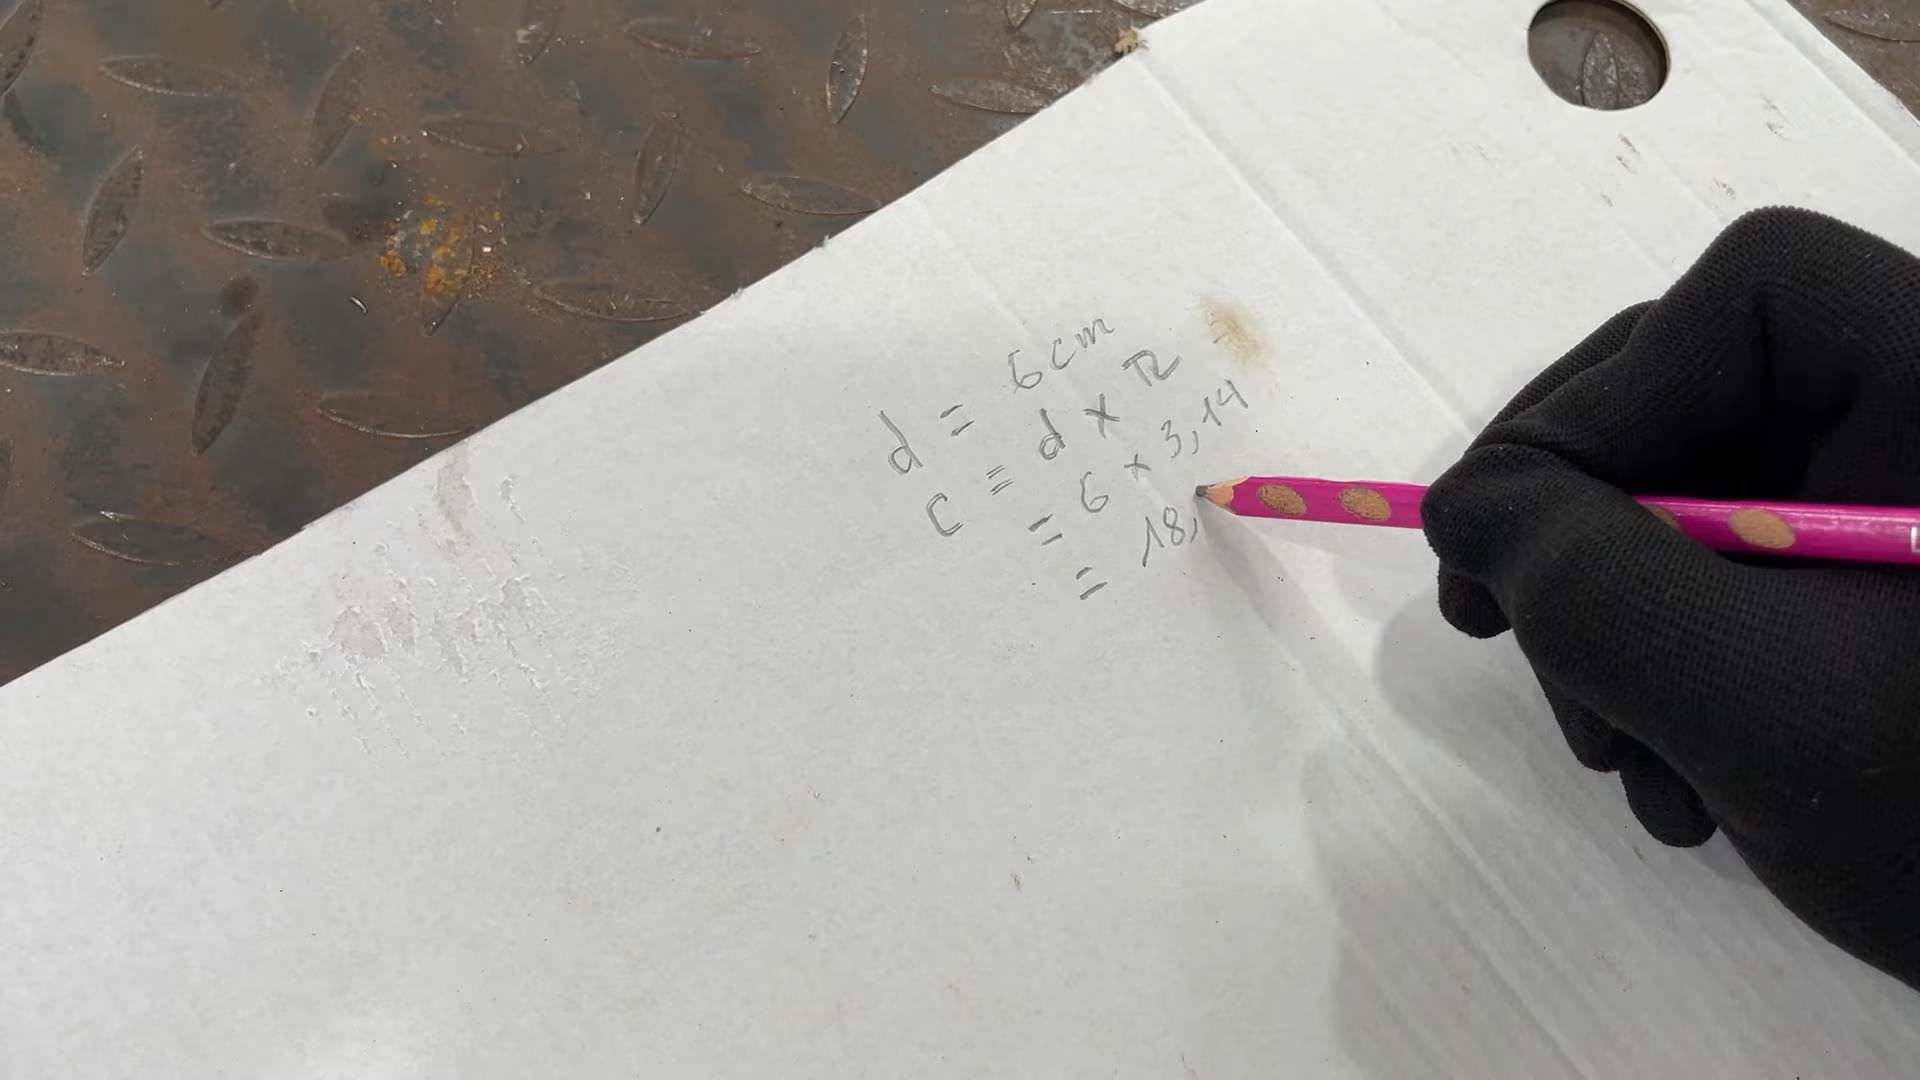 d = 6cm
C = d x π =
= 6 x 3,14
= 18,